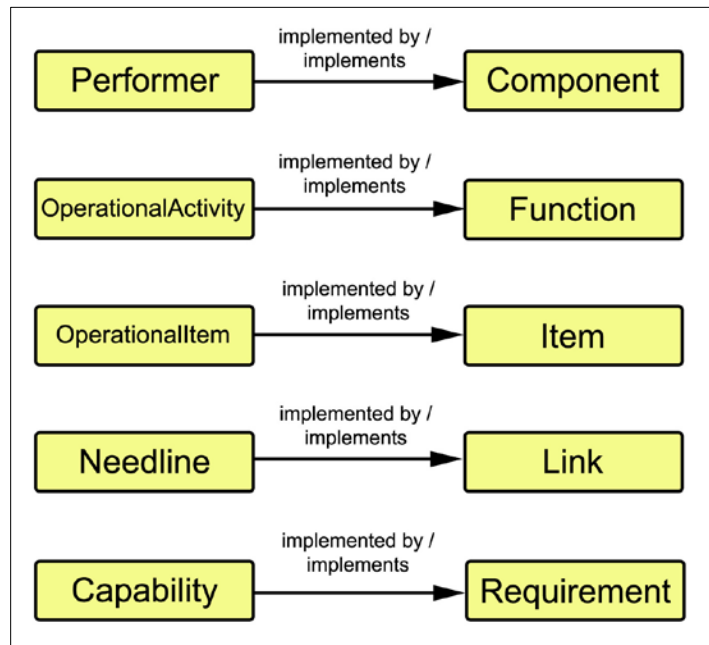 implemented by /
implements
Performer
Component
implemented by /
implements
OperationalActivity
Function
implemented by /
implements
OperationalItem
Item
implemented by /
implements
Needline
Link
implemented by /
implements
Capability
Requirement